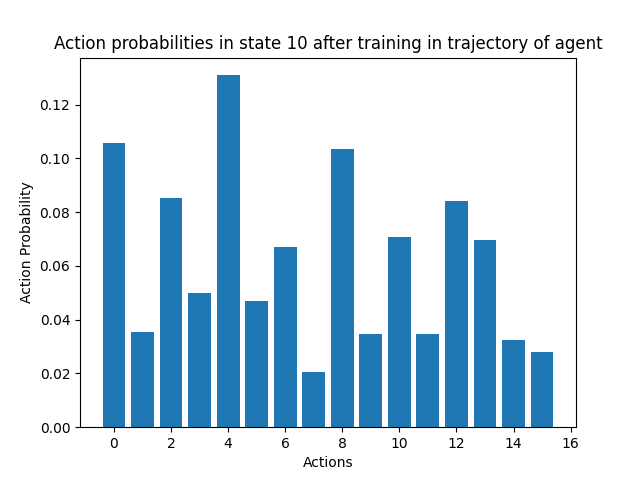 Action probabilities in state 10 after training in trajectory of agent
0.12
0.10
0.08
0.06
0.04
0.02
0.00
Action Probability
0 2 4 6 8 10 12 14 16
Actions